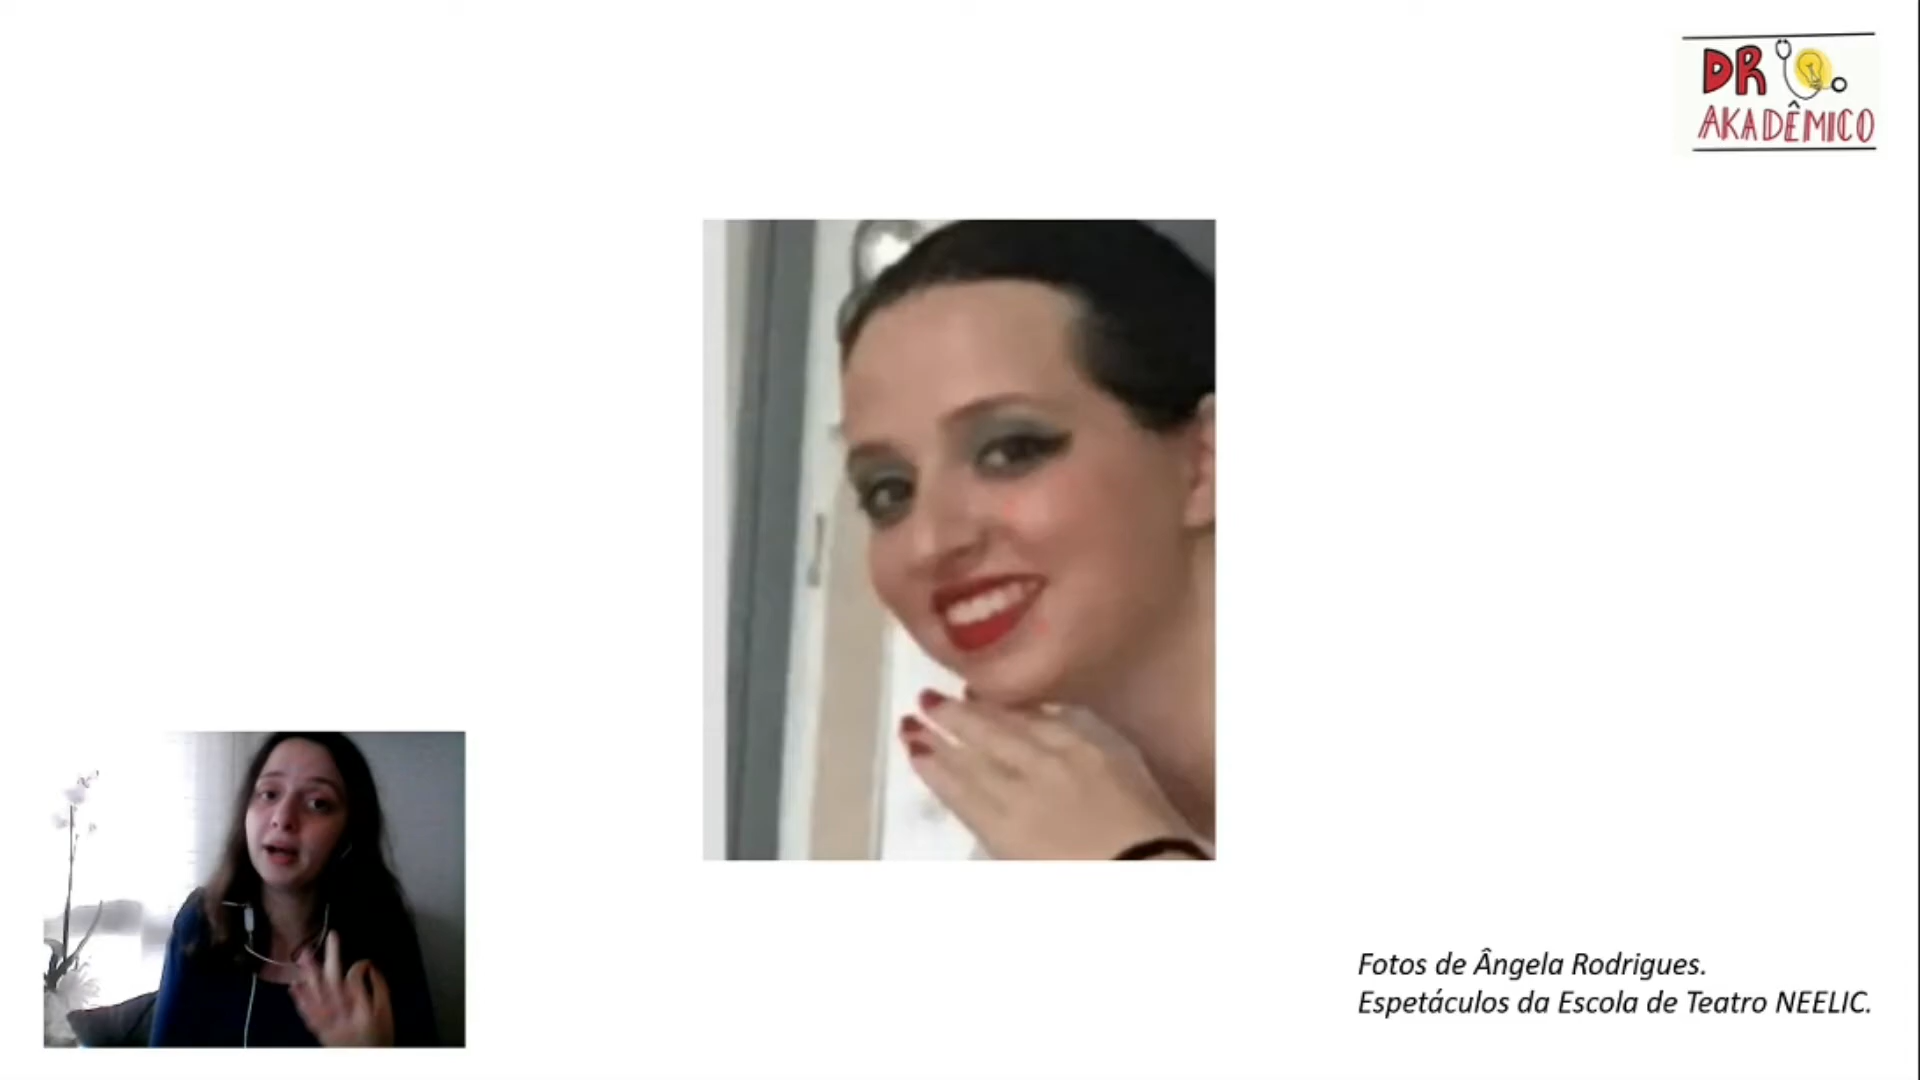 DR
AKADÊMICO
Fotos de Ângela Rodrigues.
Espetáculos da Escola de Teatro NEELIC.